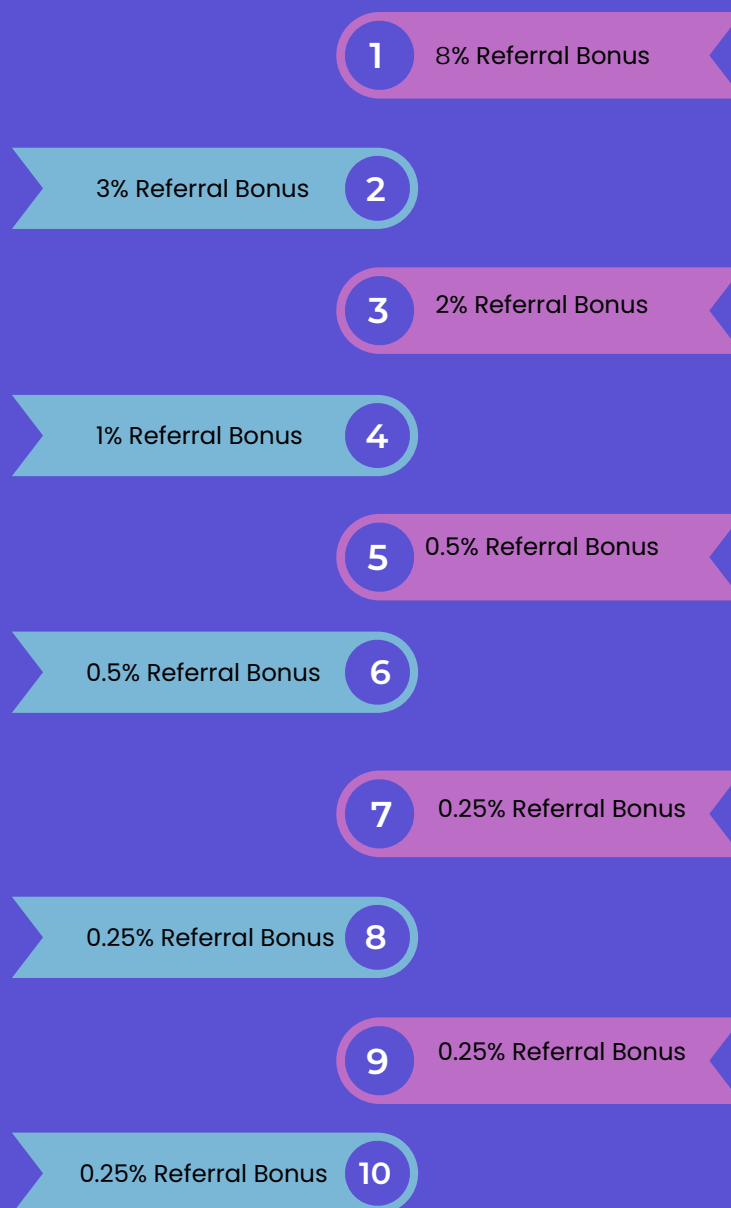 1 8% Referral Bonus
3% Referral Bonus 2
3 2% Referral Bonus
1% Referral Bonus 4
5 0.5% Referral Bonus
0.5% Referral Bonus 6
7 0.25% Referral Bonus
0.25% Referral Bonus 8
9 0.25% Referral Bonus
0.25% Referral Bonus 10